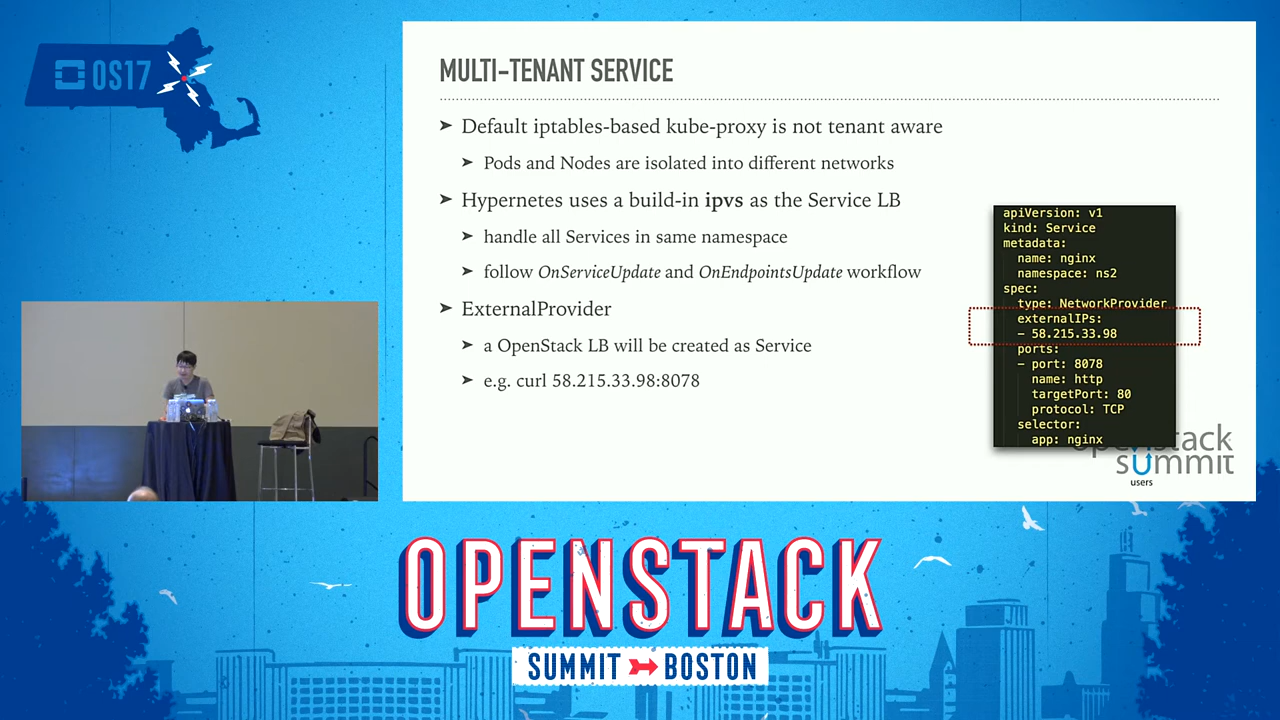 OS17
MULTI-TENANT SERVICE
➤ Default iptables-based kube-proxy is not tenant aware
➤ Pods and Nodes are isolated into different networks
➤ Hypernetes uses a build-in ipvs as the Service LB
➤ handle all Services in same namespace
➤ follow OnServiceUpdate and OnEndpointsUpdate workflow
➤ ExternalProvider
➤ a OpenStack LB will be created as Service
➤ e.g. curl 58.215.33.98:8078
apiVersion: v1
kind: Service
metadata:
name: nginx
namespace: ns2
spec:
type: NetworkProvider
externalIPs:
- 58.215.33.98
ports:
- port: 8078
name: http
targetPort: 80
protocol: TCP
selector:
app: nginx
openstack
summit
users
OPENSTACK
SUMMIT BOSTON